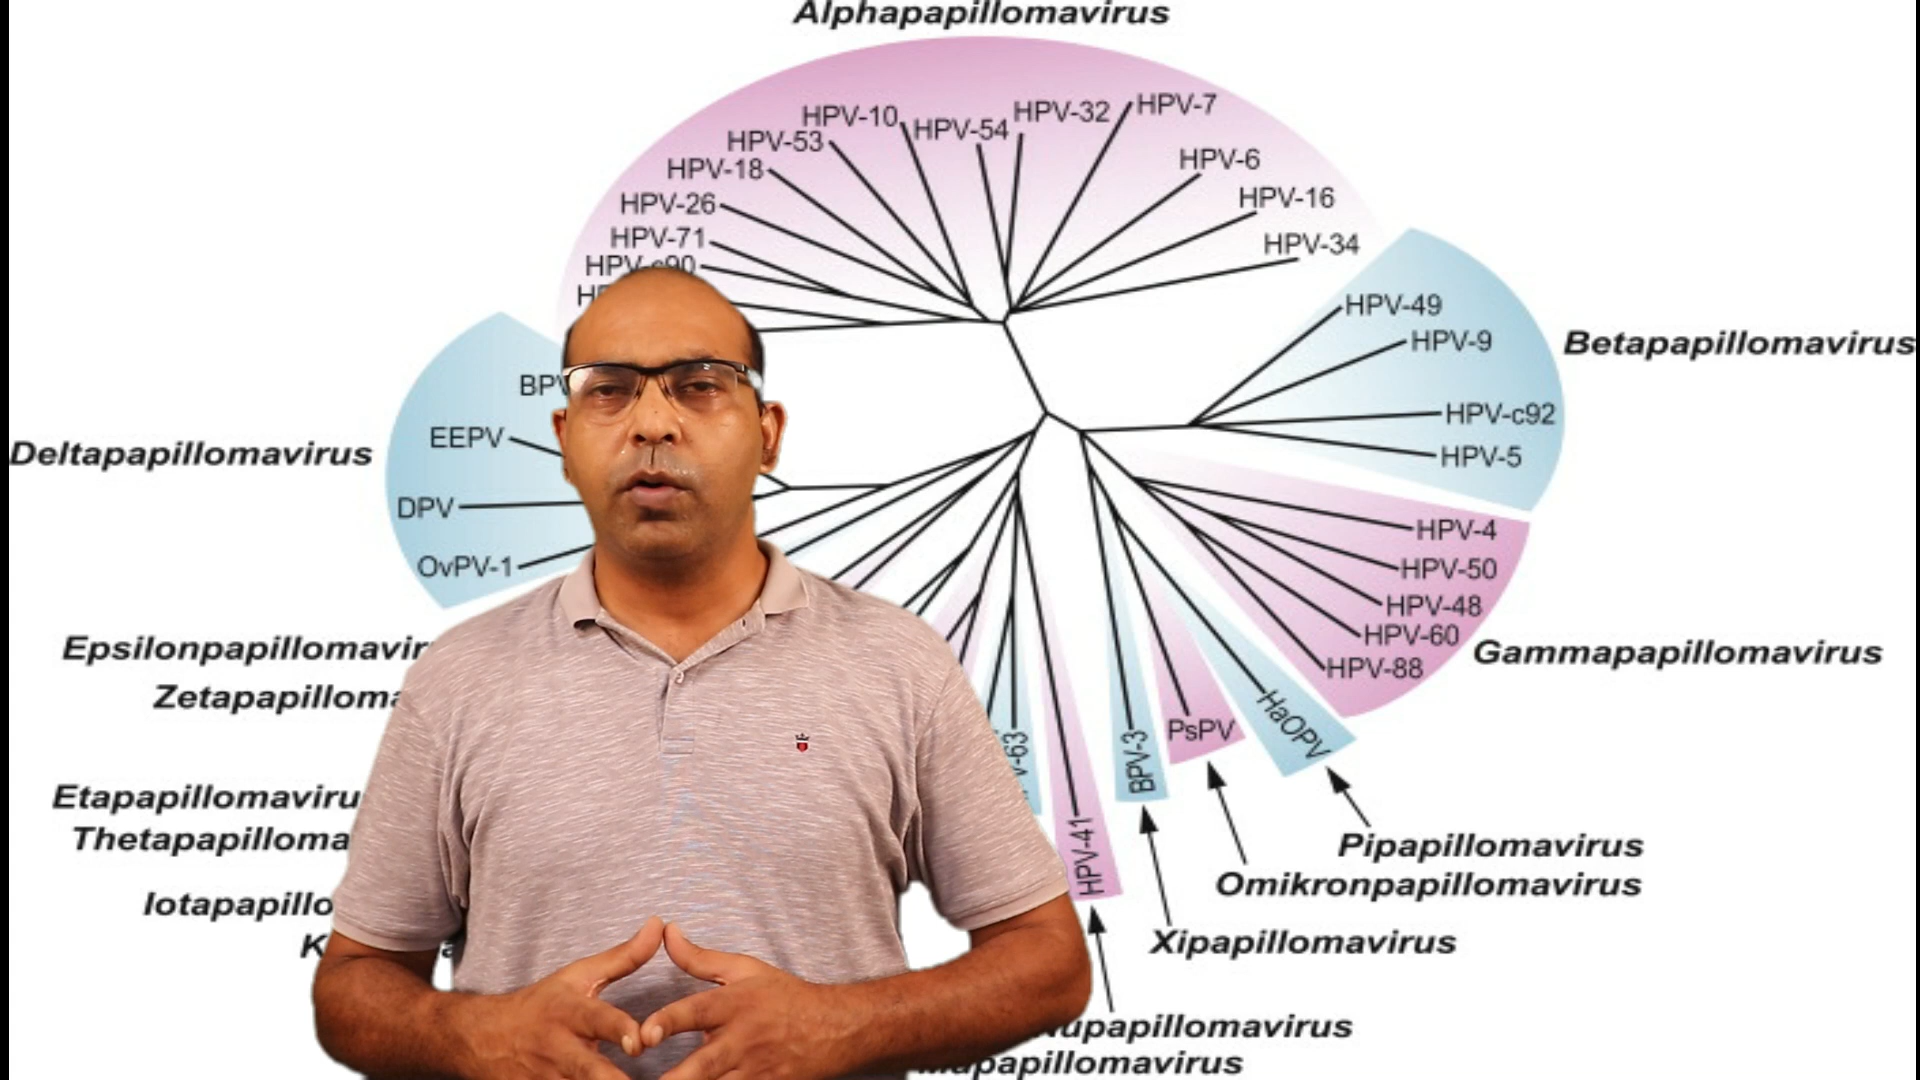 Alphapapillomavirus
HPV-7
HPV-32
HPV-10
HPV-54
HPV-53
HPV-6
HPV-18
HPV-16
HPV-26
HPV-71
HPV-34
HPV-c90
HPV-49
HPV-9
Betapapillomavirus
HPV-c92
EEPV
Deltapapillomavirus
HPV-5
DPV
HPV-4
OvPV-1
HPV-50
HPV-48
HPV-60
HPV-88
Gammapapillomavirus
HaOPV
PsPV
BPV-3
HPV-41
Pipapillomavirus
Omikronpapillomavirus
Xipapillomavirus
Nupapillomavirus